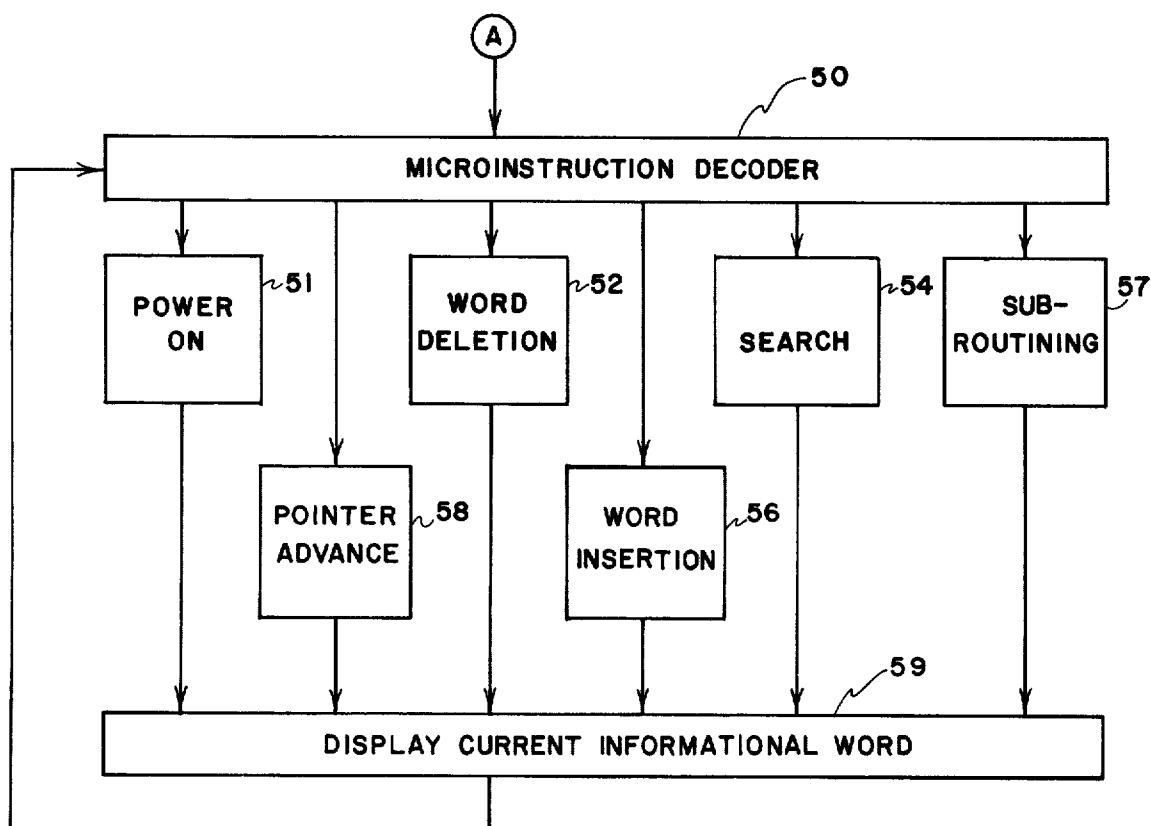 A
50
MICROINSTRUCTION DECODER
51
POWER
ON
52
WORD
DELETION
54
SEARCH
57
SUB-
ROUTINING
58
POINTER
ADVANCE
56
WORD
INSERTION
59
DISPLAY CURRENT INFORMATIONAL WORD